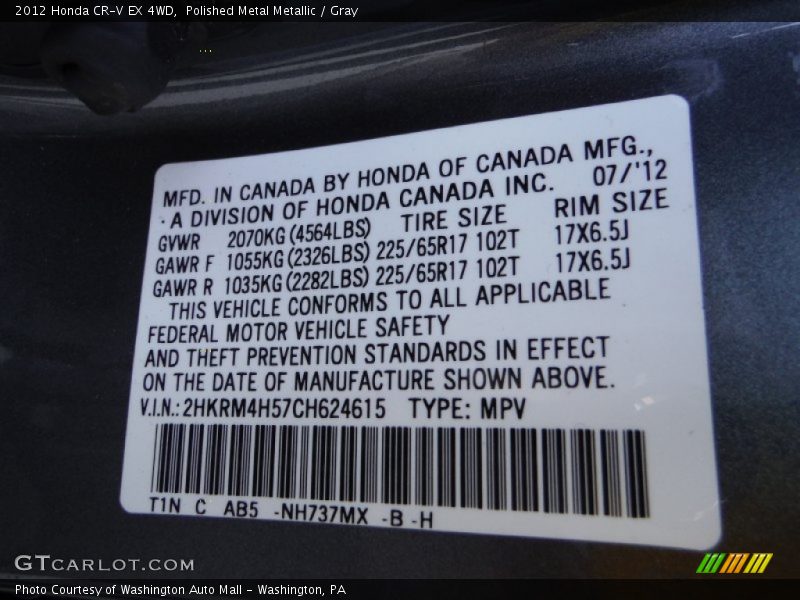 2012 Honda CR-V EX 4WD, Polished Metal Metallic / Gray
MFD. IN CANADA BY HONDA OF CANADA MFG.,
A DIVISION OF HONDA CANADA INC. 07/'12
GVWR 2070KG (4564LBS) TIRE SIZE RIM SIZE
GAWR F 1055KG (2326LBS) 225/65R17 102T 17X6.5J
GAWR R 1035KG (2282LBS) 225/65R17 102T 17X6.5J
THIS VEHICLE CONFORMS TO ALL APPLICABLE
FEDERAL MOTOR VEHICLE SAFETY
AND THEFT PREVENTION STANDARDS IN EFFECT
ON THE DATE OF MANUFACTURE SHOWN ABOVE.
V.I.N.: 2HKRM4H57CH624615 TYPE: MPV
T1N C AB5 -NH737MX -B -H
GTcarlot.com
Photo Courtesy of Washington Auto Mall - Washington, PA